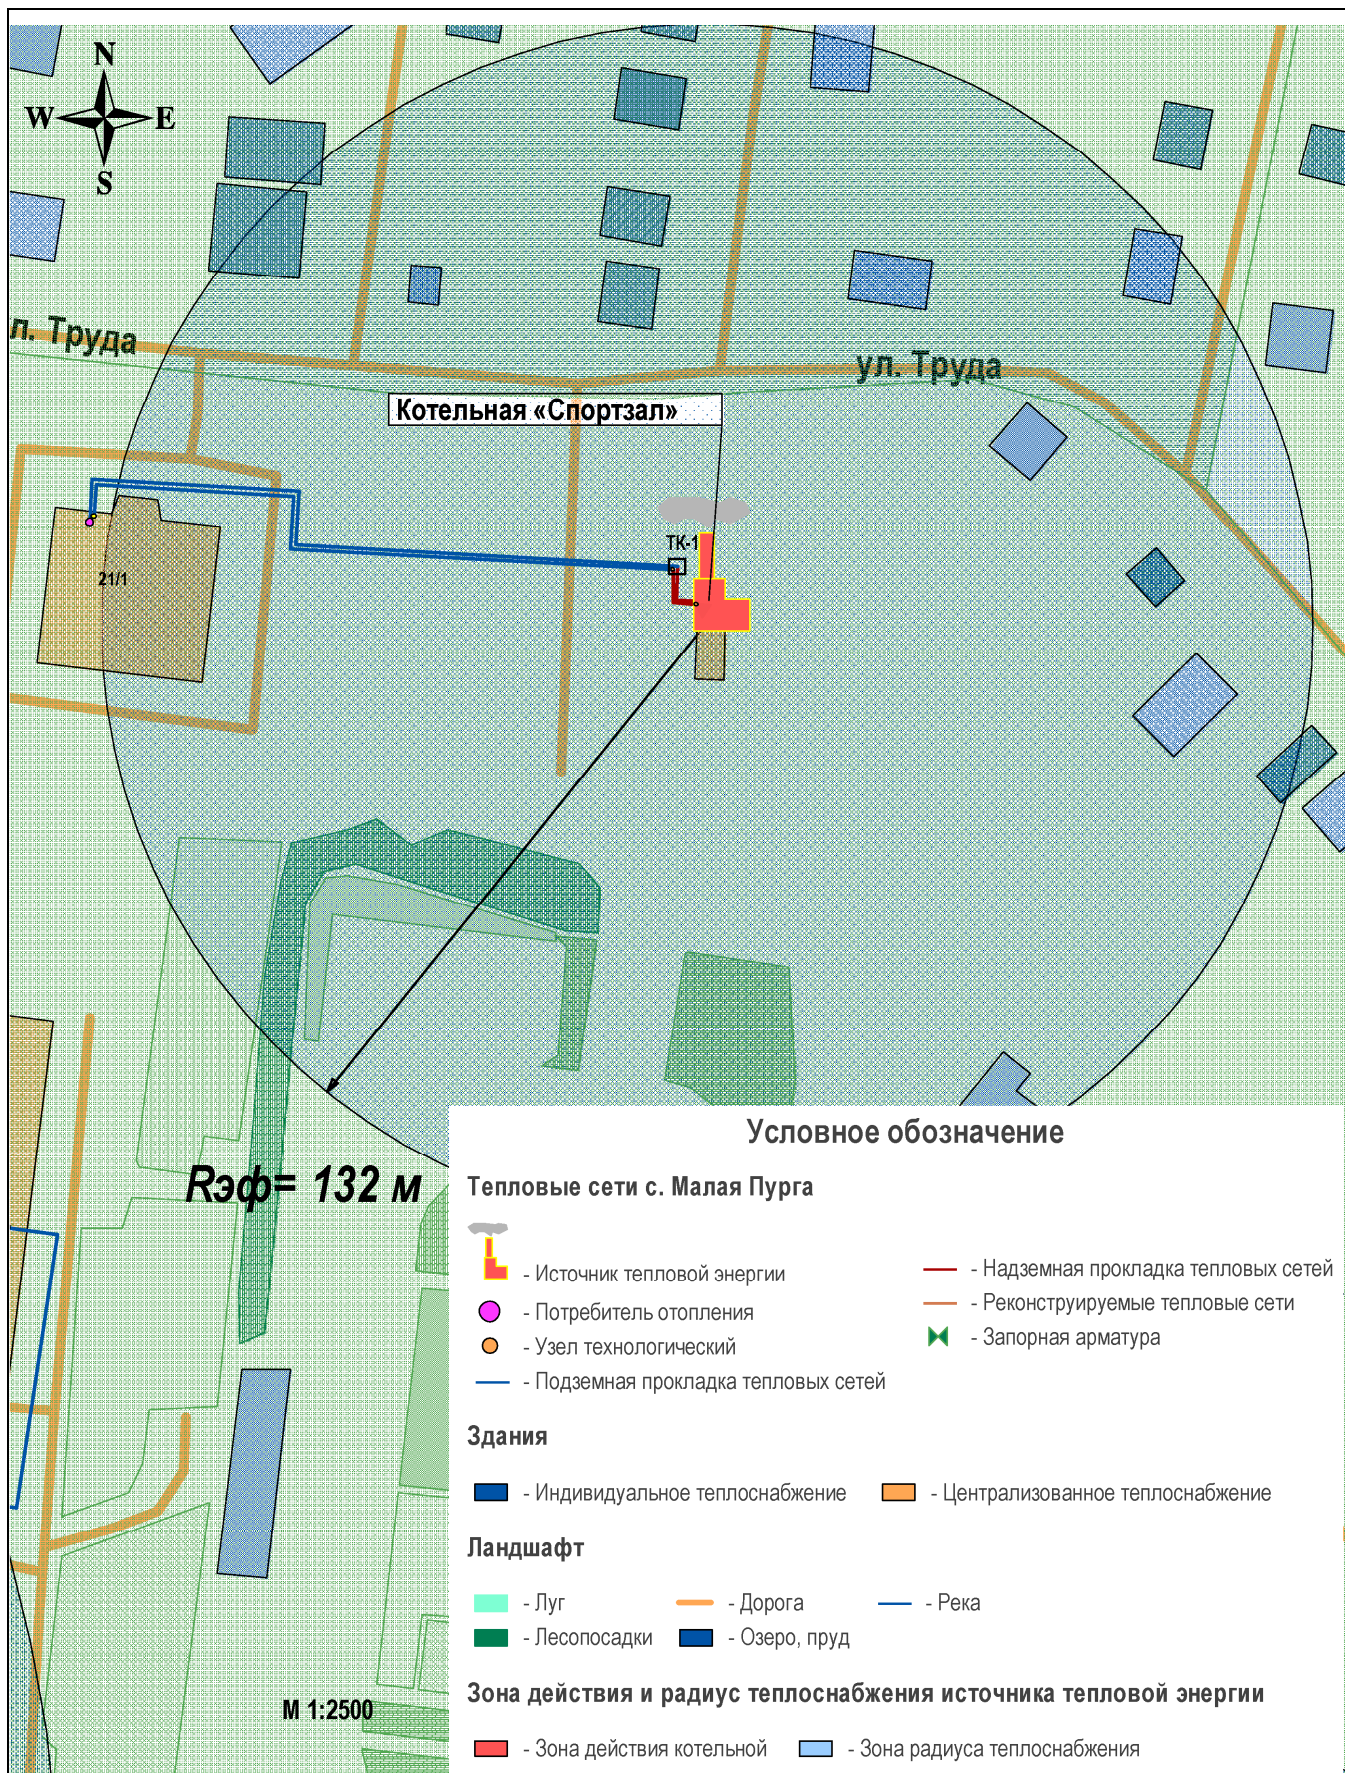 N
W E
S
л. Труда
ул. Труда
Котельная «Спортзал»
ТК-1
21/1
Rэф= 132 м
М 1:2500
Условное обозначение
Тепловые сети с. Малая Пурга
- Источник тепловой энергии
- Потребитель отопления
- Узел технологический
- Подземная прокладка тепловых сетей
- Надземная прокладка тепловых сетей
- Реконструируемые тепловые сети
- Запорная арматура
Здания
- Индивидуальное теплоснабжение
- Централизованное теплоснабжение
Ландшафт
- Луг
- Дорога
- Река
- Лесопосадки
- Озеро, пруд
Зона действия и радиус теплоснабжения источника тепловой энергии
- Зона действия котельной
- Зона радиуса теплоснабжения